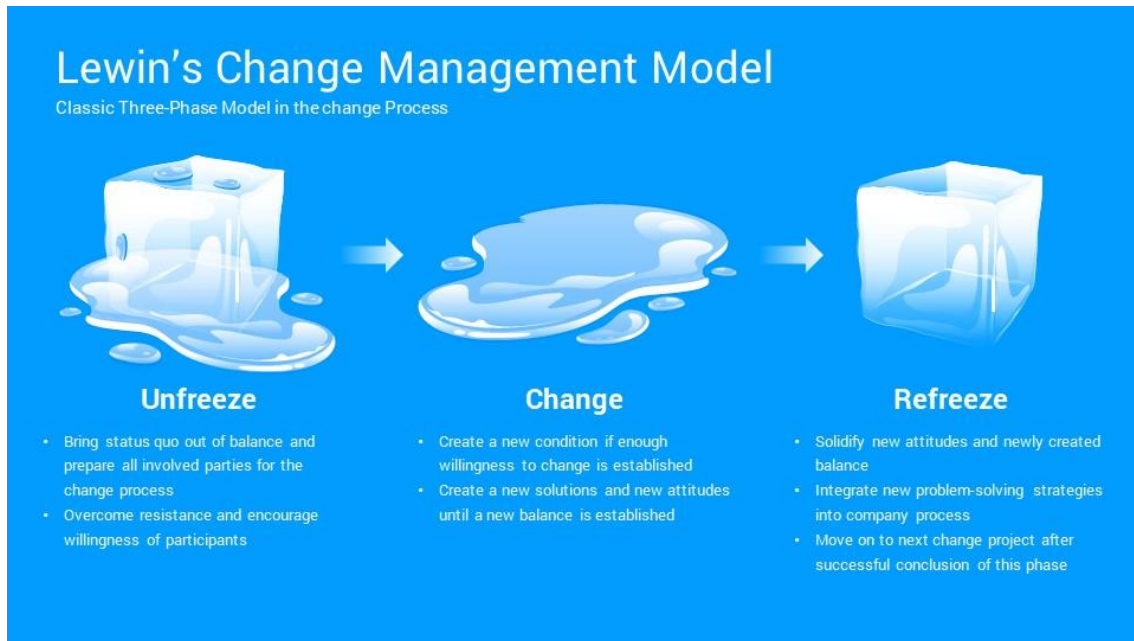 Lewin’s Change Management Model
Classic Three-Phase Model in the change Process
Unfreeze
• Bring status quo out of balance and
prepare all involved parties for the
change process
• Overcome resistance and encourage
willingness of participants
Change
• Create a new condition if enough
willingness to change is established
• Create a new solutions and new attitudes
until a new balance is established
Refreeze
• Solidify new attitudes and newly created
balance
• Integrate new problem-solving strategies
into company process
• Move on to next change project after
successful conclusion of this phase